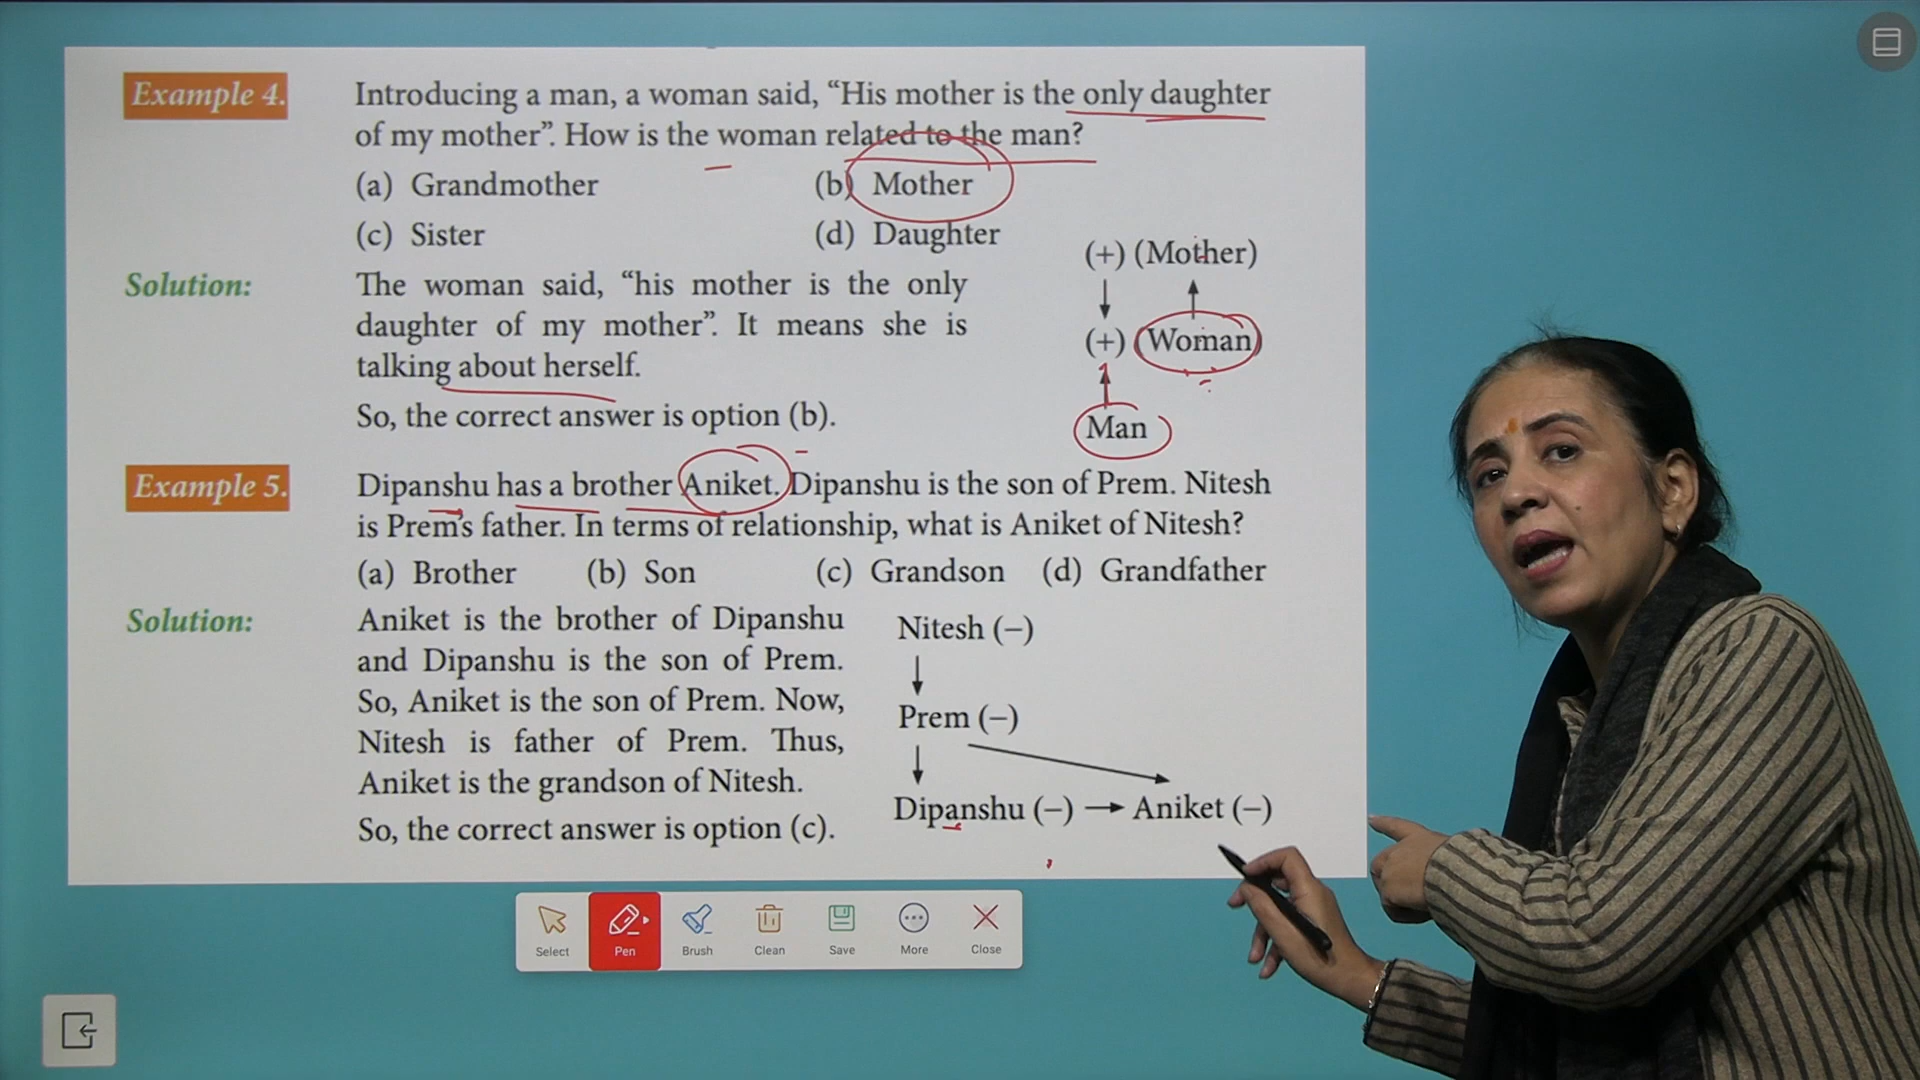 Example 4. Introducing a man, a woman said, “His mother is the only daughter
of my mother”. How is the woman related to the man?
(a) Grandmother (b) Mother
(c) Sister (d) Daughter
(+) (Mother)
Solution: The woman said, “his mother is the only
daughter of my mother”. It means she is
(+) (Woman)
talking about herself.
So, the correct answer is option (b).
Man
Example 5. Dipanshu has a brother Aniket. Dipanshu is the son of Prem. Nitesh
is Prem's father. In terms of relationship, what is Aniket of Nitesh?
(a) Brother (b) Son (c) Grandson (d) Grandfather
Solution: Aniket is the brother of Dipanshu
and Dipanshu is the son of Prem.
So, Aniket is the son of Prem. Now,
Nitesh is father of Prem. Thus,
Aniket is the grandson of Nitesh.
So, the correct answer is option (c).
Nitesh (–)
Prem (–)
Dipanshu (–) Aniket (–)
Select Pen Brush Clean Save More Close